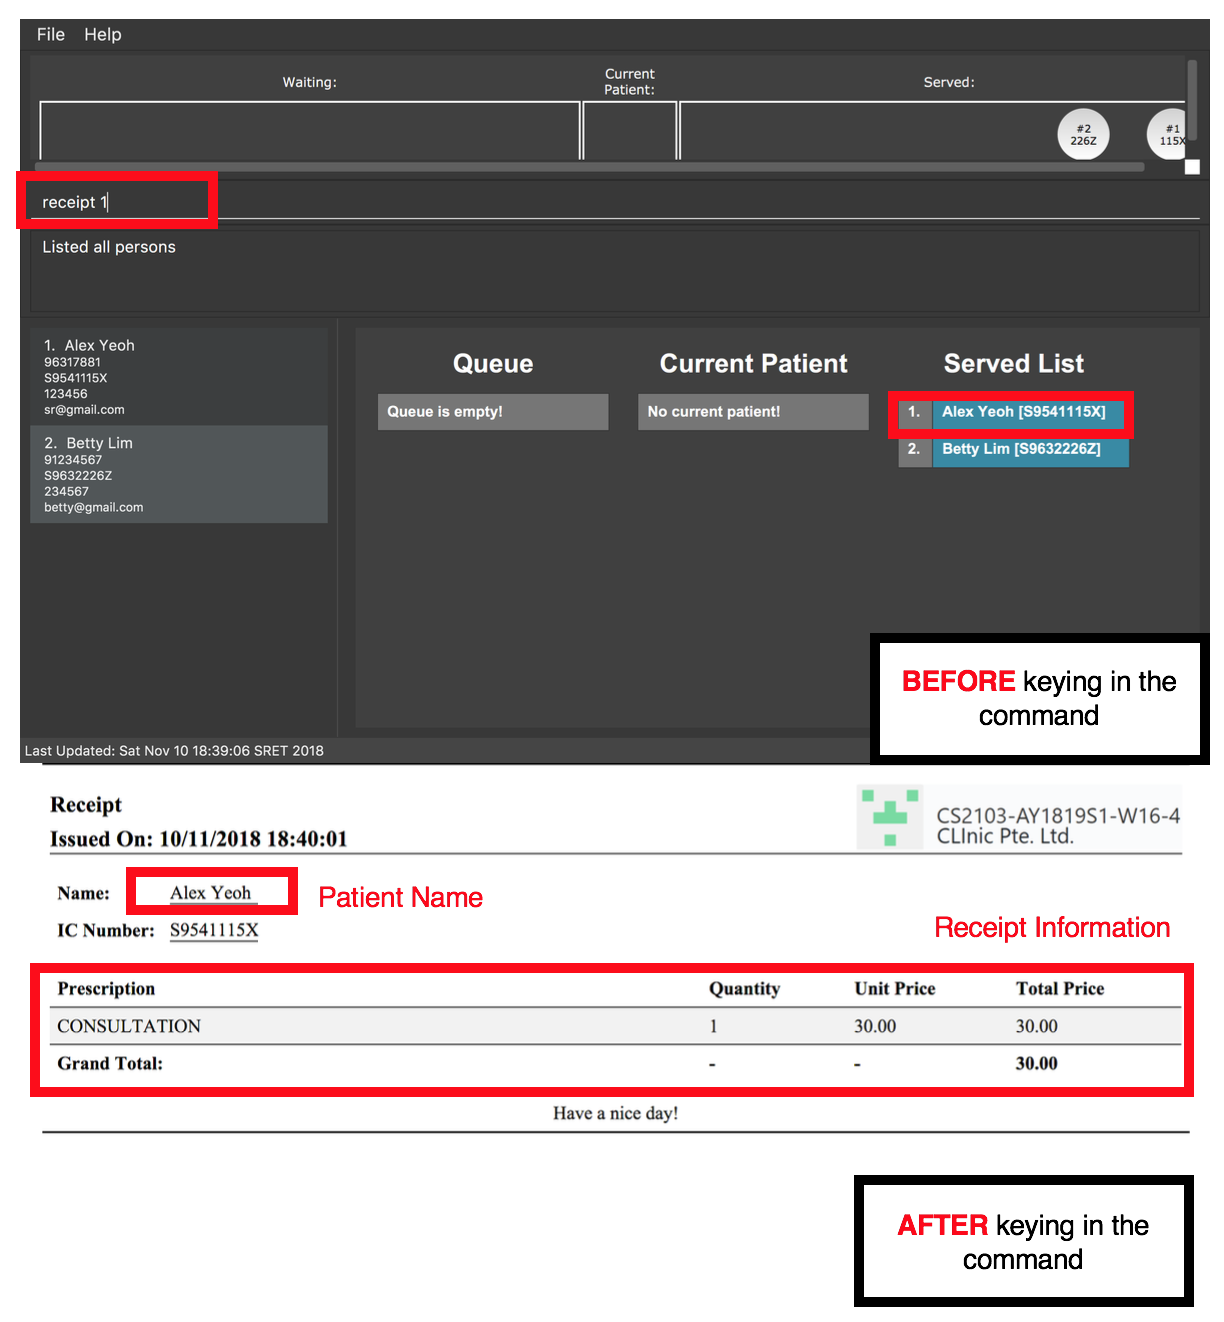 File Help
Waiting:
Current
Patient:
Served:
#2
226Z
#1
115X
receipt 1
Listed all persons
1. Alex Yeoh
96317881
S9541115X
123456
sr@gmail.com
2. Betty Lim
91234567
S9632226Z
234567
betty@gmail.com
Queue
Queue is empty!
Current Patient
No current patient!
Served List
1. Alex Yeoh [S9541115X]
2. Betty Lim [S9632226Z]
BEFORE keying in the
command
Last Updated: Sat Nov 10 18:39:06 SRET 2018
Receipt
Issued On: 10/11/2018 18:40:01
CS2103-AY1819S1-W16-4
CLInic Pte. Ltd.
Name: Alex Yeoh Patient Name
IC Number: S9541115X
Receipt Information
Prescription Quantity Unit Price Total Price
CONSULTATION 1 30.00 30.00
Grand Total: - - 30.00
Have a nice day!
AFTER keying in the
command